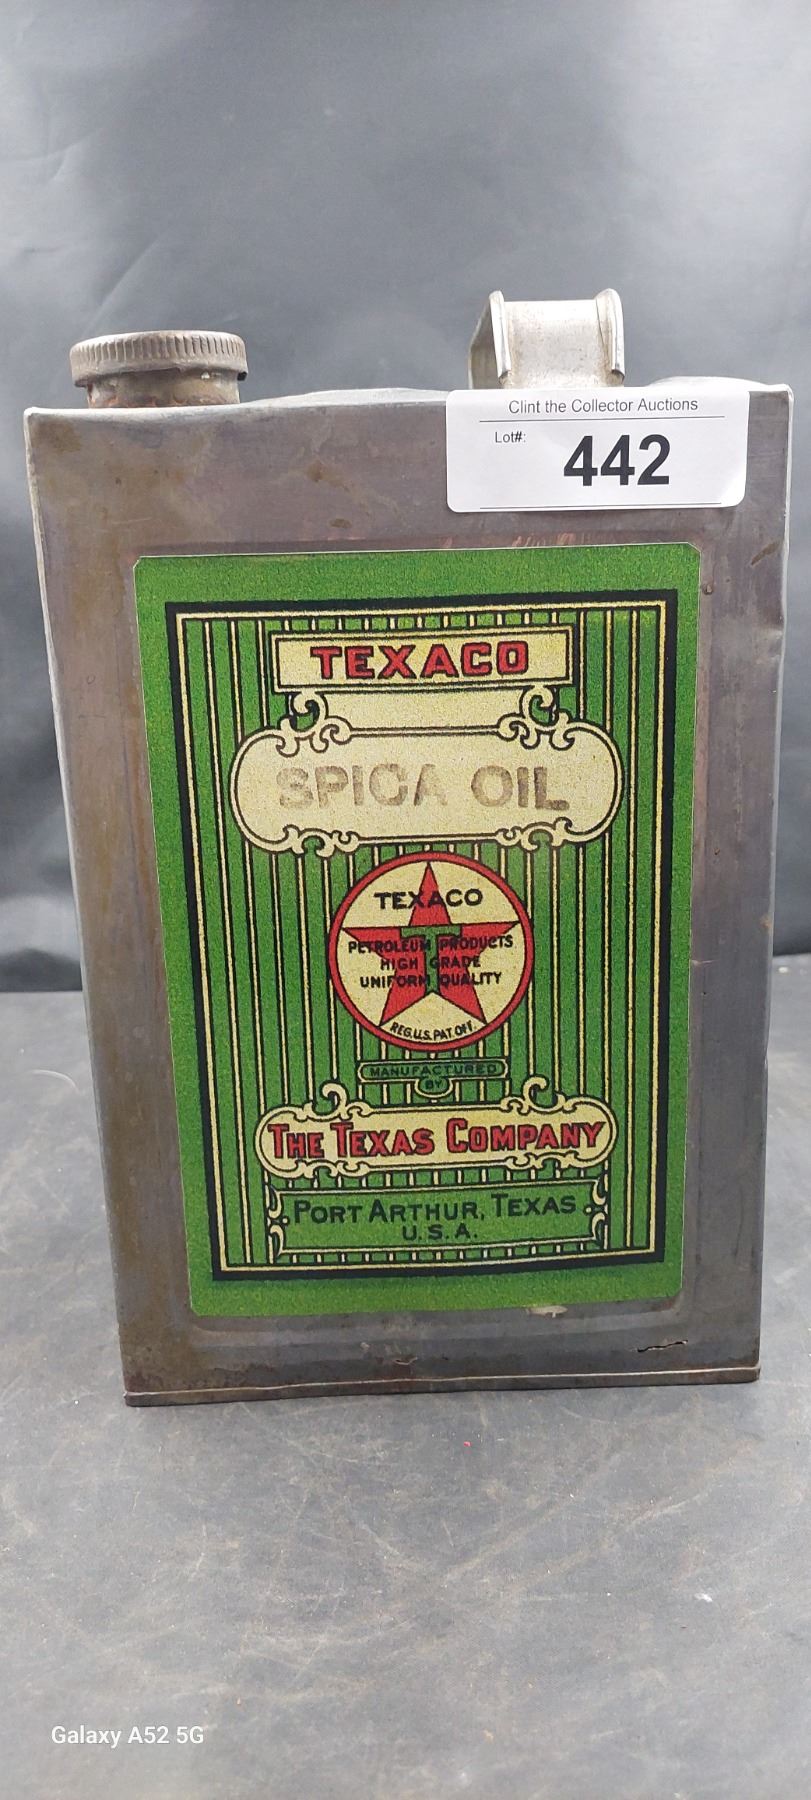 Clint the Collector Auctions
Lot#:
442
TEXACO
SPICA OIL
TEXACO
T
PETROLEUM PRODUCTS
HIGH GRADE
UNIFORM QUALITY
REG.U.S.PAT OFF.
MANUFACTURED
BY
THE TEXAS COMPANY
PORT ARTHUR, TEXAS
U.S.A.
Galaxy A52 5G